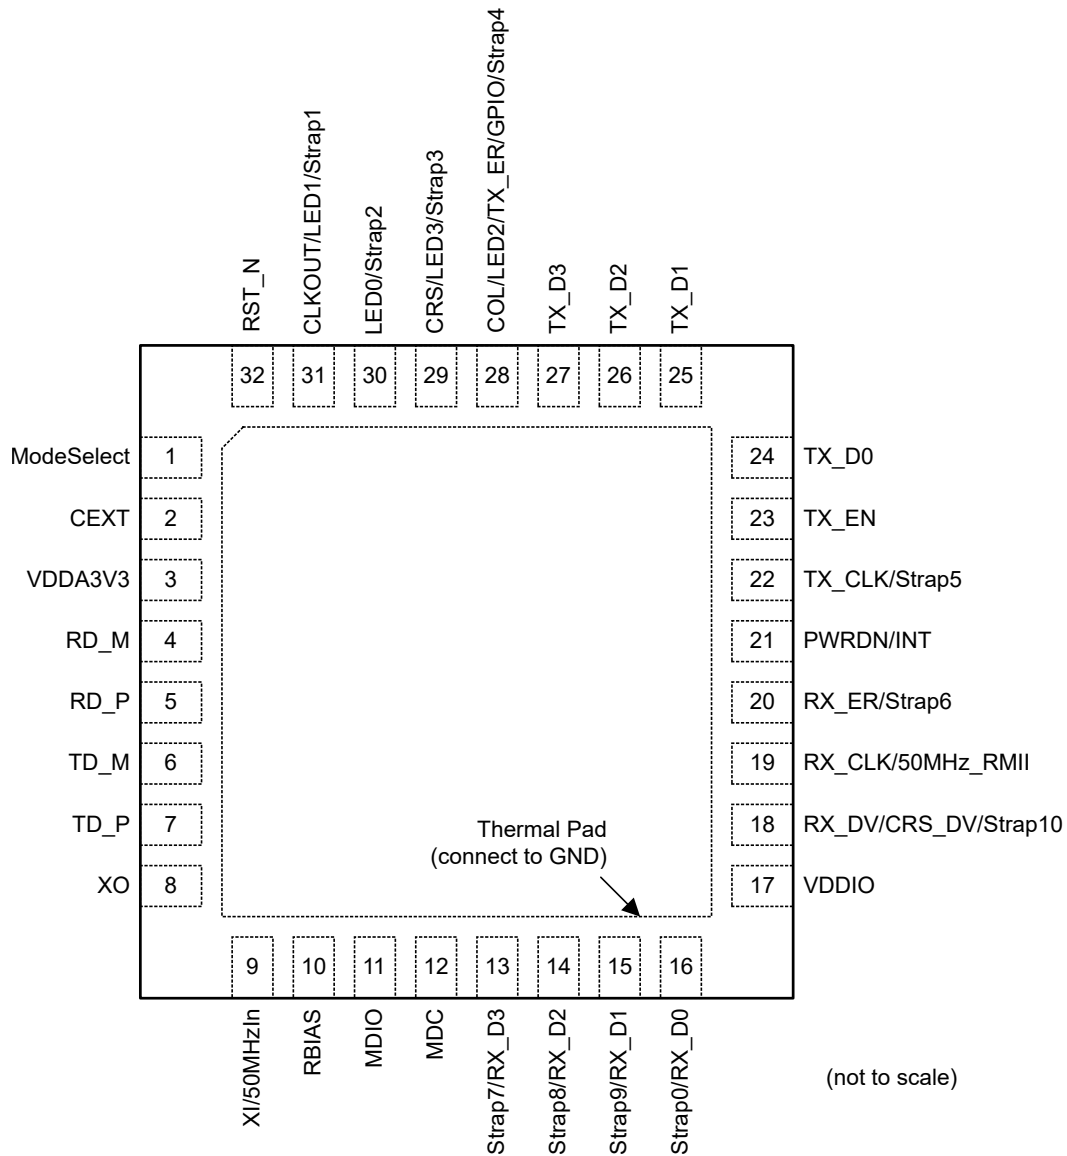 RST_N
CLKOUT/LED1/Strap1
LED0/Strap2
CRS/LED3/Strap3
COL/LED2/TX_ER/GPIO/Strap4
TX_D3
TX_D2
TX_D1
32
31
30
29
28
27
26
25
ModeSelect 1
CEXT 2
VDDA3V3 3
RD_M 4
RD_P 5
TD_M 6
TD_P 7
XO 8
24 TX_D0
23 TX_EN
22 TX_CLK/Strap5
21 PWRDN/INT
20 RX_ER/Strap6
19 RX_CLK/50MHz_RMII
18 RX_DV/CRS_DV/Strap10
17 VDDIO
Thermal Pad
(connect to GND)
9
10
11
12
13
14
15
16
XI/50MHzIn
RBIAS
MDIO
MDC
Strap7/RX_D3
Strap8/RX_D2
Strap9/RX_D1
Strap0/RX_D0
(not to scale)